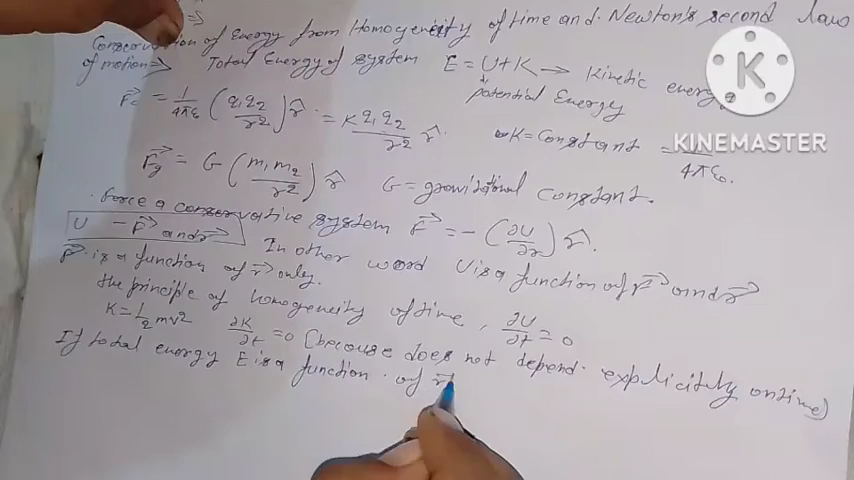 Conservation of Energy from Homogeneity of time and Newton's second law
of motion ⇒ Total Energy of system E = U + K → Kinetic energy
potential Energy
F⃗c = 1/4πε₀ (q₁q₂/r²) r̂ = K q₁q₂/r² r̂ K = Constant = 1/4πε₀.
F⃗g = G (m₁m₂/r²) r̂ G = gravitational constant.
Force a conservative system F⃗ = -(∂U/∂r) r̂.
U - F⃗ and r⃗ In other word U is a function of F⃗ and r⃗
F⃗ is a function of r⃗ only.
the principle of homogeneity of time, ∂U/∂t = 0
K = 1/2 mv² ∂K/∂t = 0 (because does not depend explicitly on time)
If total energy E is a function of r⃗
KINEMASTER